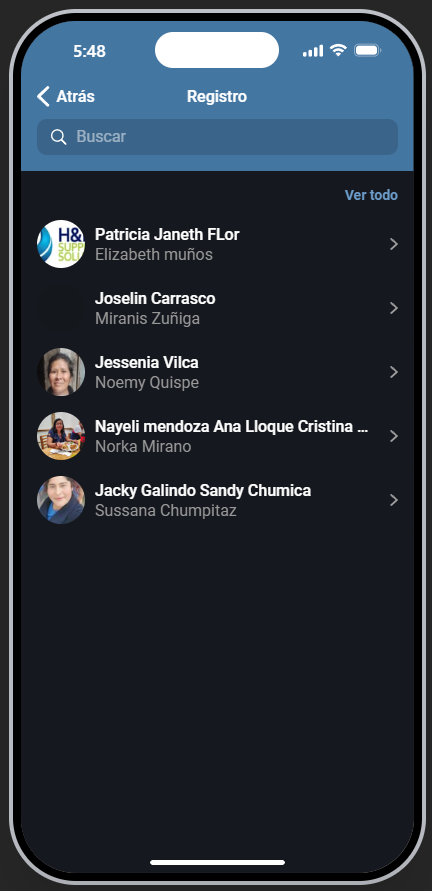 5:48
Atrás
Registro
Buscar
Ver todo
H&
SUPP
SOL
Patricia Janeth FLor
Elizabeth muños
Joselin Carrasco
Miranis Zuñiga
Jessenia Vilca
Noemy Quispe
Nayeli mendoza Ana Lloque Cristina ...
Norka Mirano
Jacky Galindo Sandy Chumica
Sussana Chumpitaz